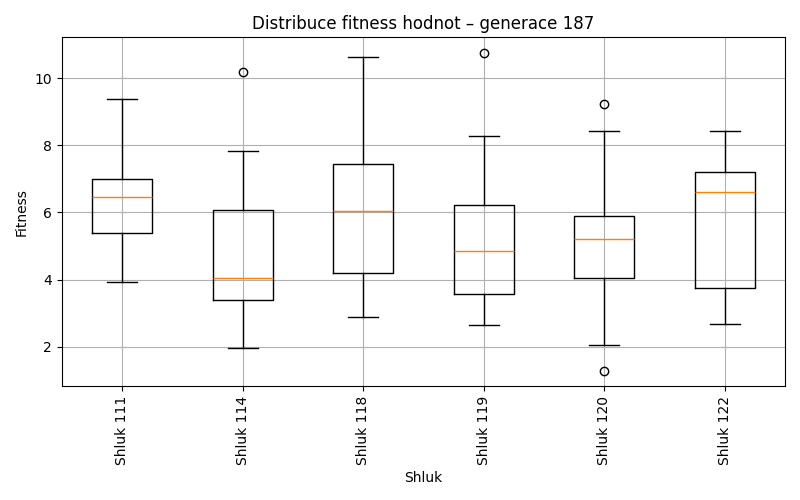 Distribuce fitness hodnot – generace 187
Fitness
10
8
6
4
2
Shluk 111
Shluk 114
Shluk 118
Shluk 119
Shluk 120
Shluk 122
Shluk